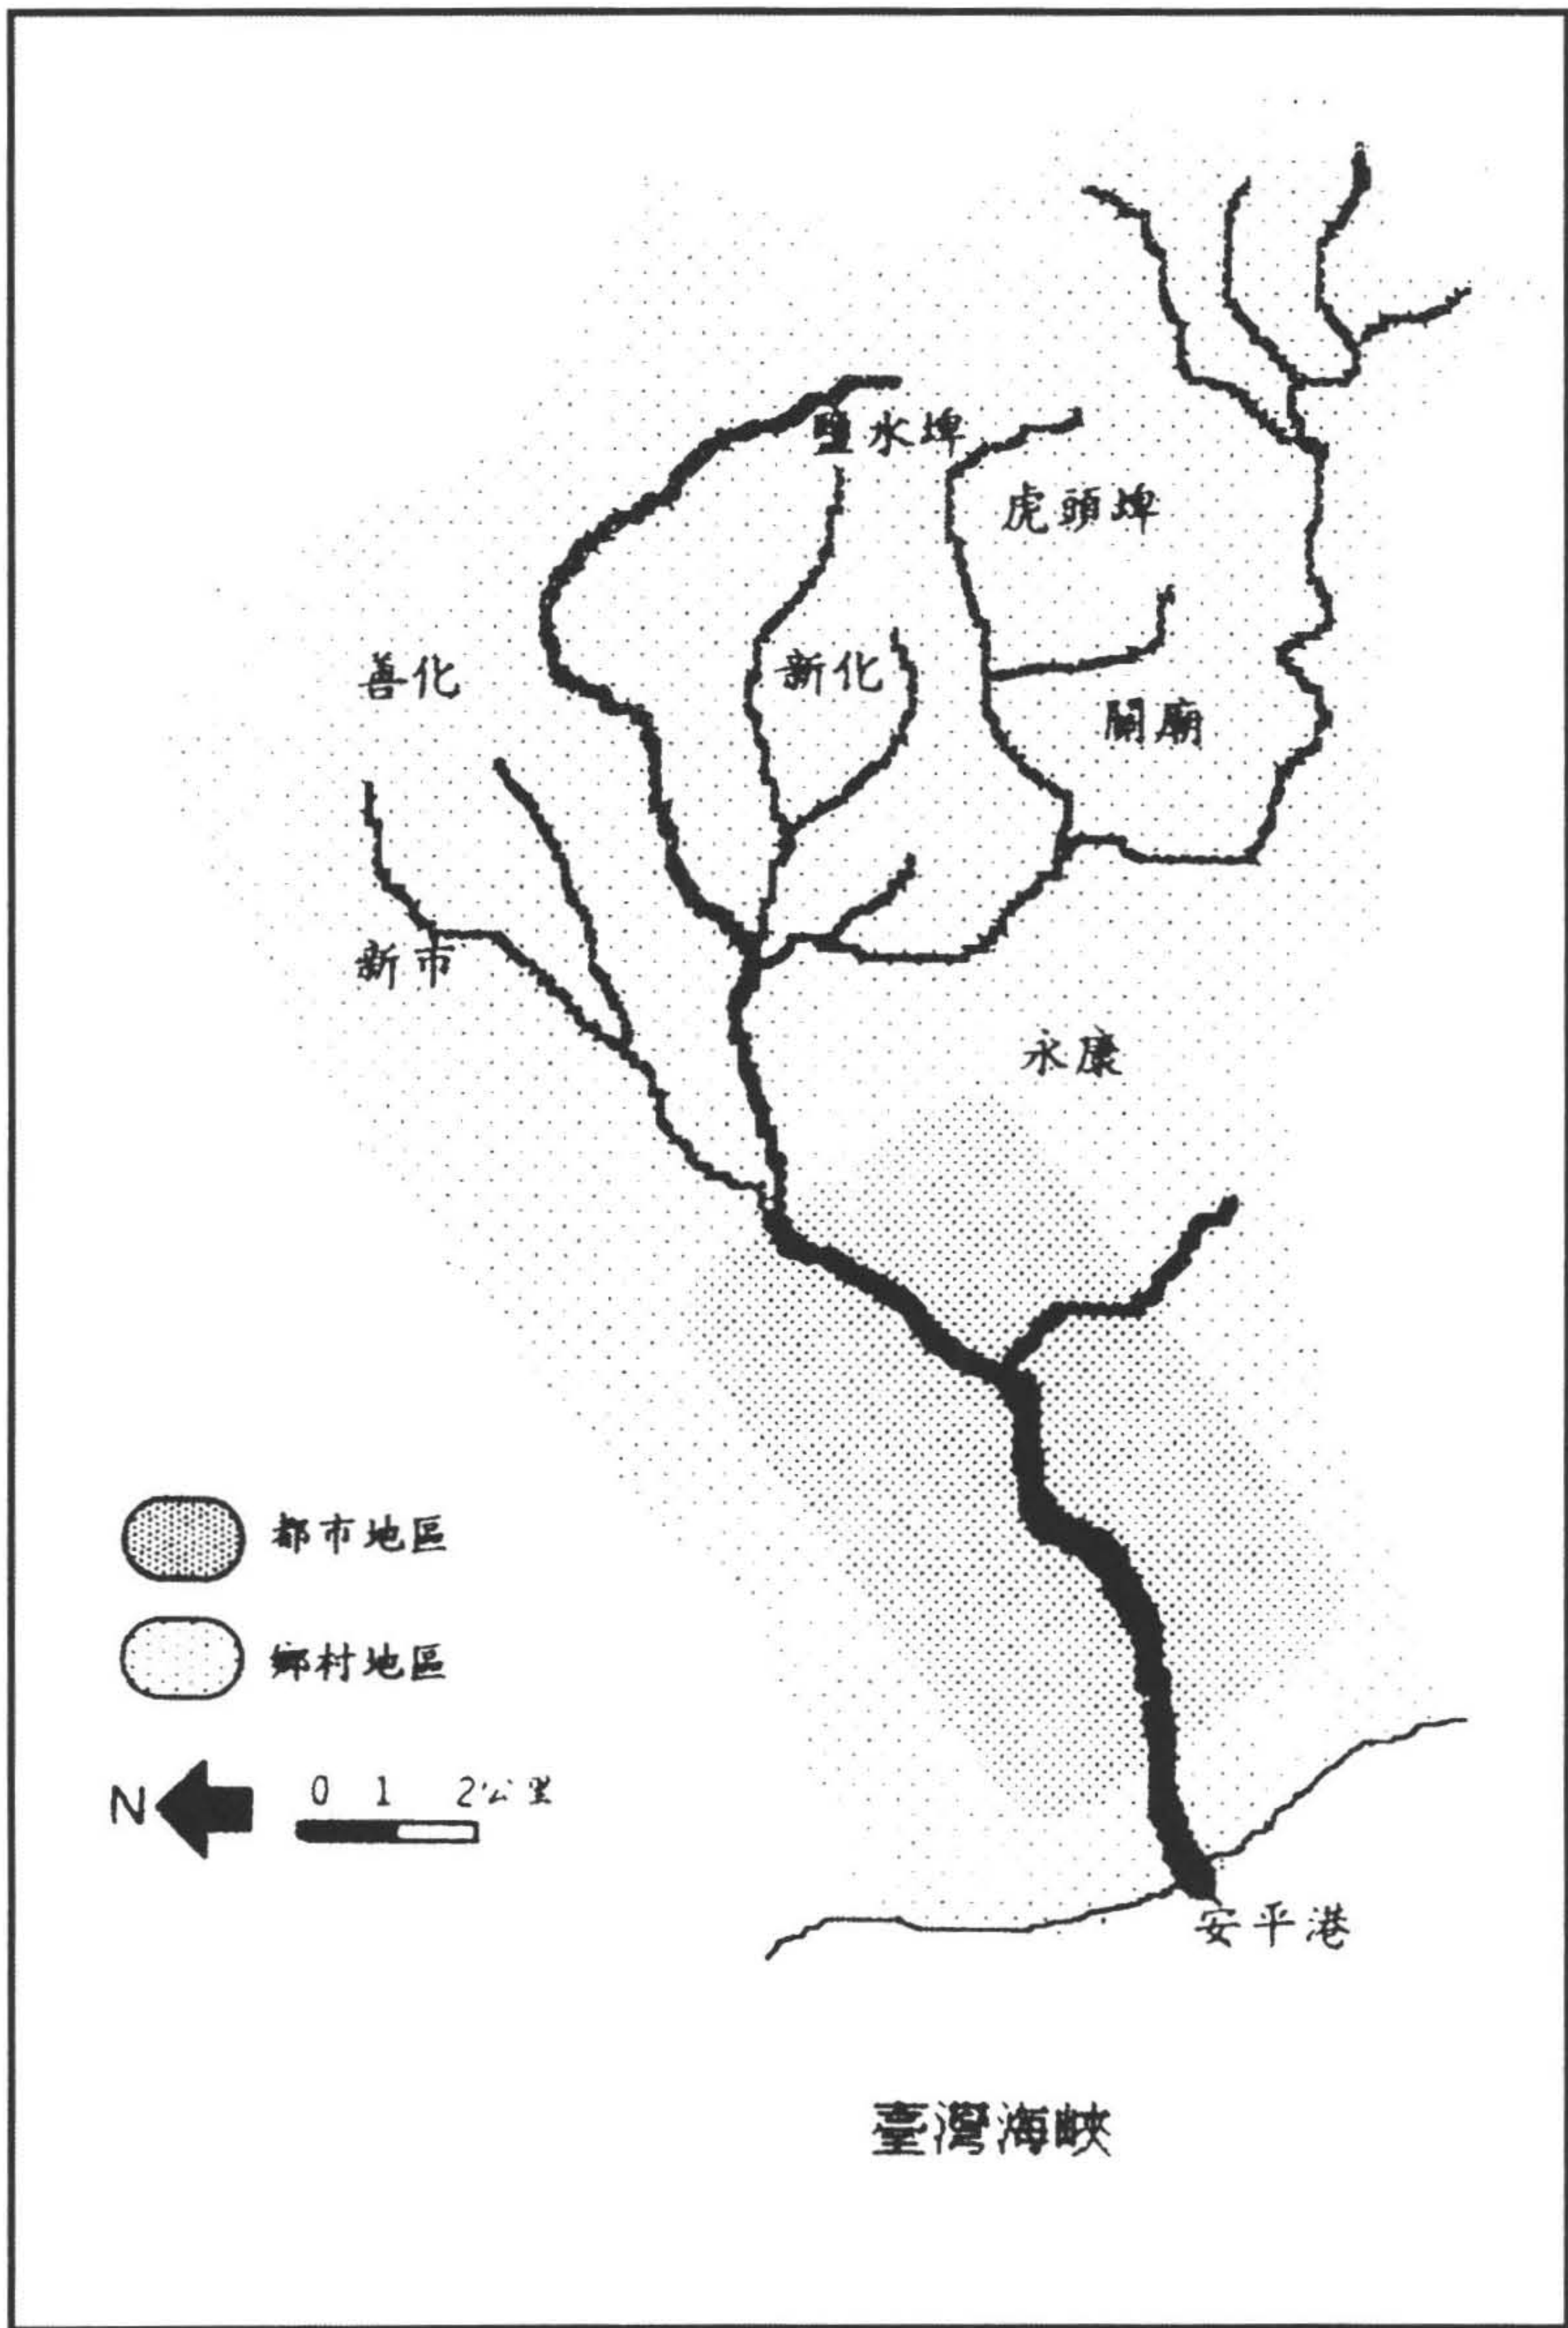 鹽水埤
虎頭埤
善化
新化
關廟
新市
永康
都市地區
鄉村地區
N
0 1 2公里
安平港
臺灣海峽